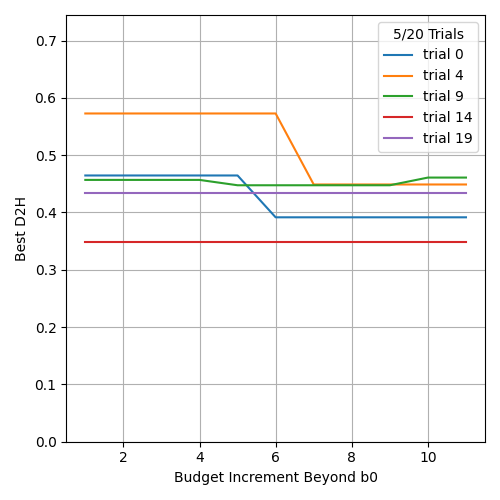 5/20 Trials
trial 0
trial 4
trial 9
trial 14
trial 19
0.7
0.6
0.5
0.4
0.3
0.2
0.1
0.0
Best D2H
2 4 6 8 10
Budget Increment Beyond b0